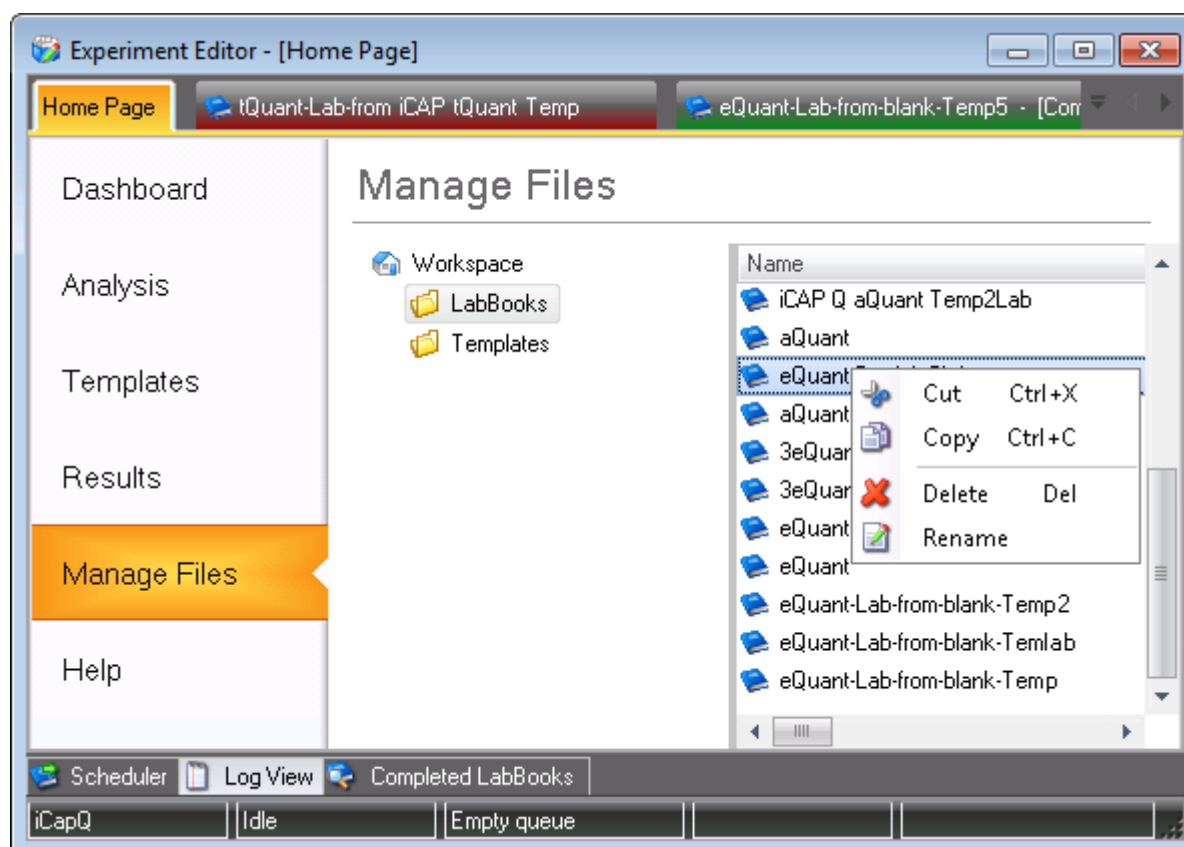 Experiment Editor - [Home Page]
Home Page tQuant-Lab-from iCAP tQuant Temp eQuant-Lab-from-blank-Temp5 - [Com
Manage Files
Dashboard
Analysis
Templates
Results
Manage Files
Help
Workspace
LabBooks
Templates
Name
iCAP Q aQuant Temp2Lab
aQuant
eQuant
aQuant
3eQuan
3eQuan
eQuant
eQuant
eQuant-Lab-from-blank-Temp2
eQuant-Lab-from-blank-Temlab
eQuant-Lab-from-blank-Temp
Cut Ctrl+X
Copy Ctrl+C
Delete Del
Rename
Scheduler Log View Completed LabBooks
iCapQ Idle Empty queue